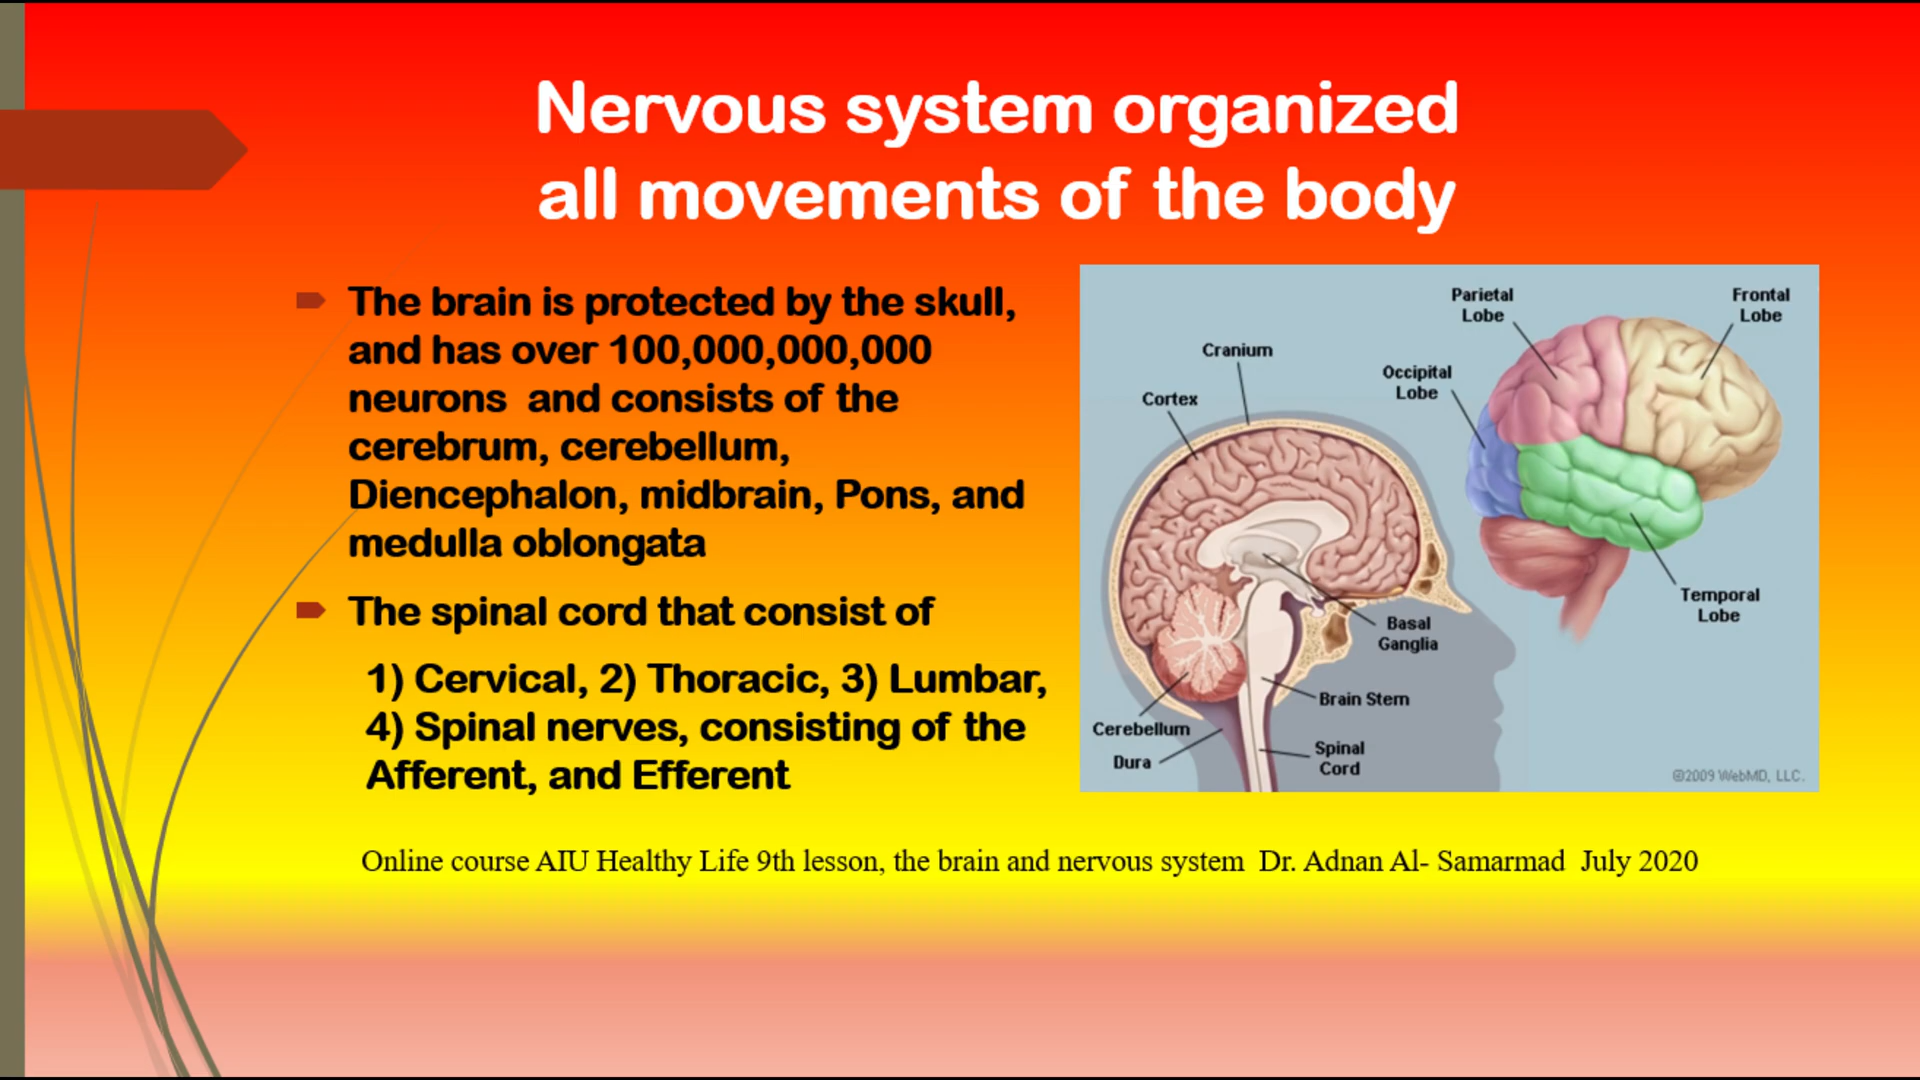 Nervous system organized
all movements of the body
The brain is protected by the skull,
and has over 100,000,000,000
neurons and consists of the
cerebrum, cerebellum,
Diencephalon, midbrain, Pons, and
medulla oblongata
The spinal cord that consist of
1) Cervical, 2) Thoracic, 3) Lumbar,
4) Spinal nerves, consisting of the
Afferent, and Efferent
Parietal
Lobe
Frontal
Lobe
Cranium
Occipital
Lobe
Cortex
Temporal
Lobe
Basal
Ganglia
Brain Stem
Cerebellum
Spinal
Cord
Dura
©2009 WebMD, LLC.
Online course AIU Healthy Life 9th lesson, the brain and nervous system Dr. Adnan Al- Samarmad July 2020